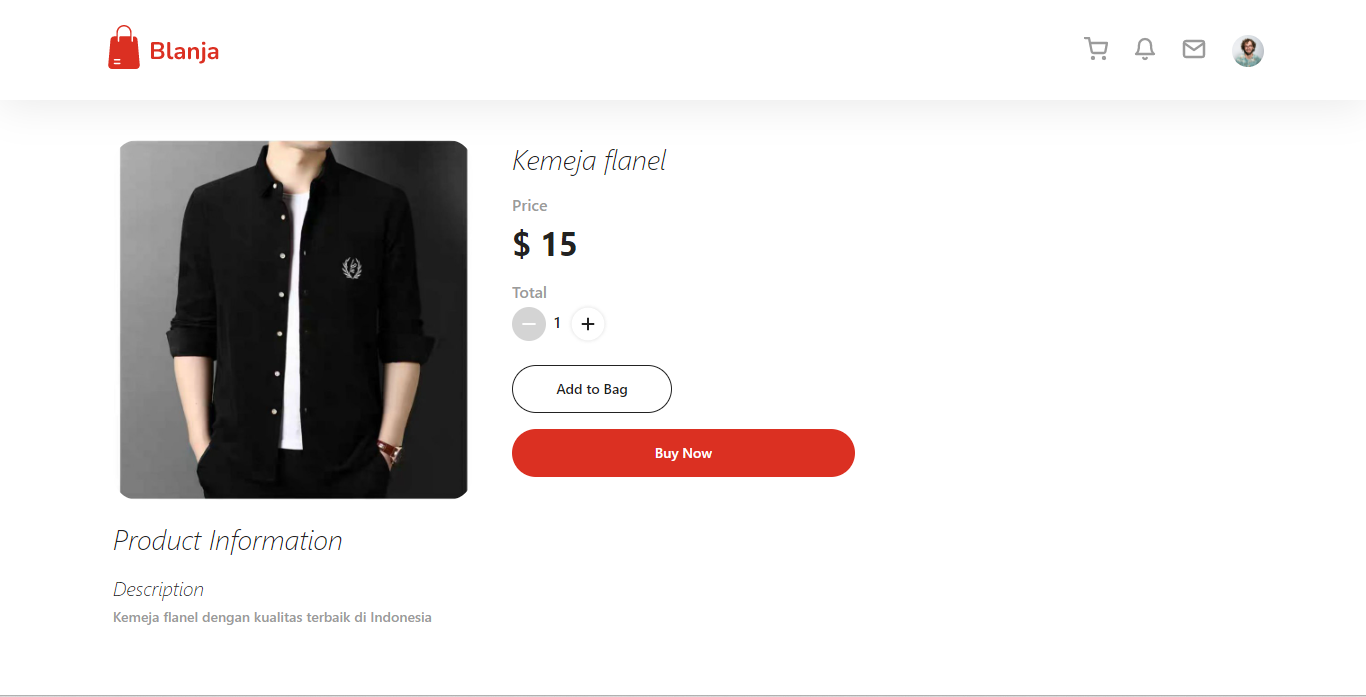 Blanja
Kemeja flanel
Price
$ 15
Total
1
Add to Bag
Buy Now
Product Information
Description
Kemeja flanel dengan kualitas terbaik di Indonesia